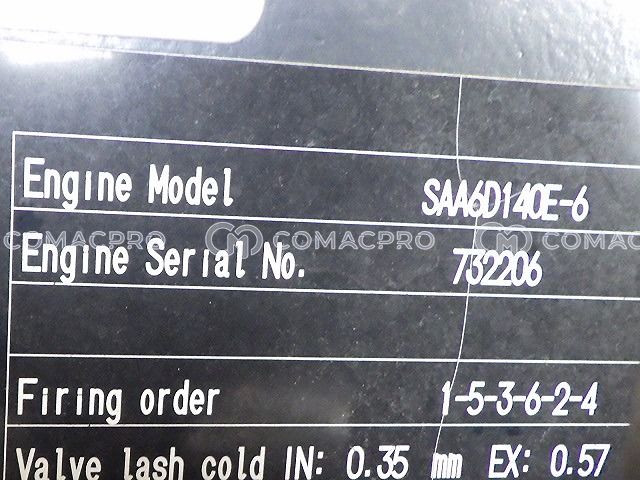 Engine Model SAA6D140E-6
COMACPRO COMACPRO COMACPRO
Engine Serial No. 732206
Firing order 1-5-3-6-2-4
Valve lash cold IN: 0.35 mm EX: 0.57